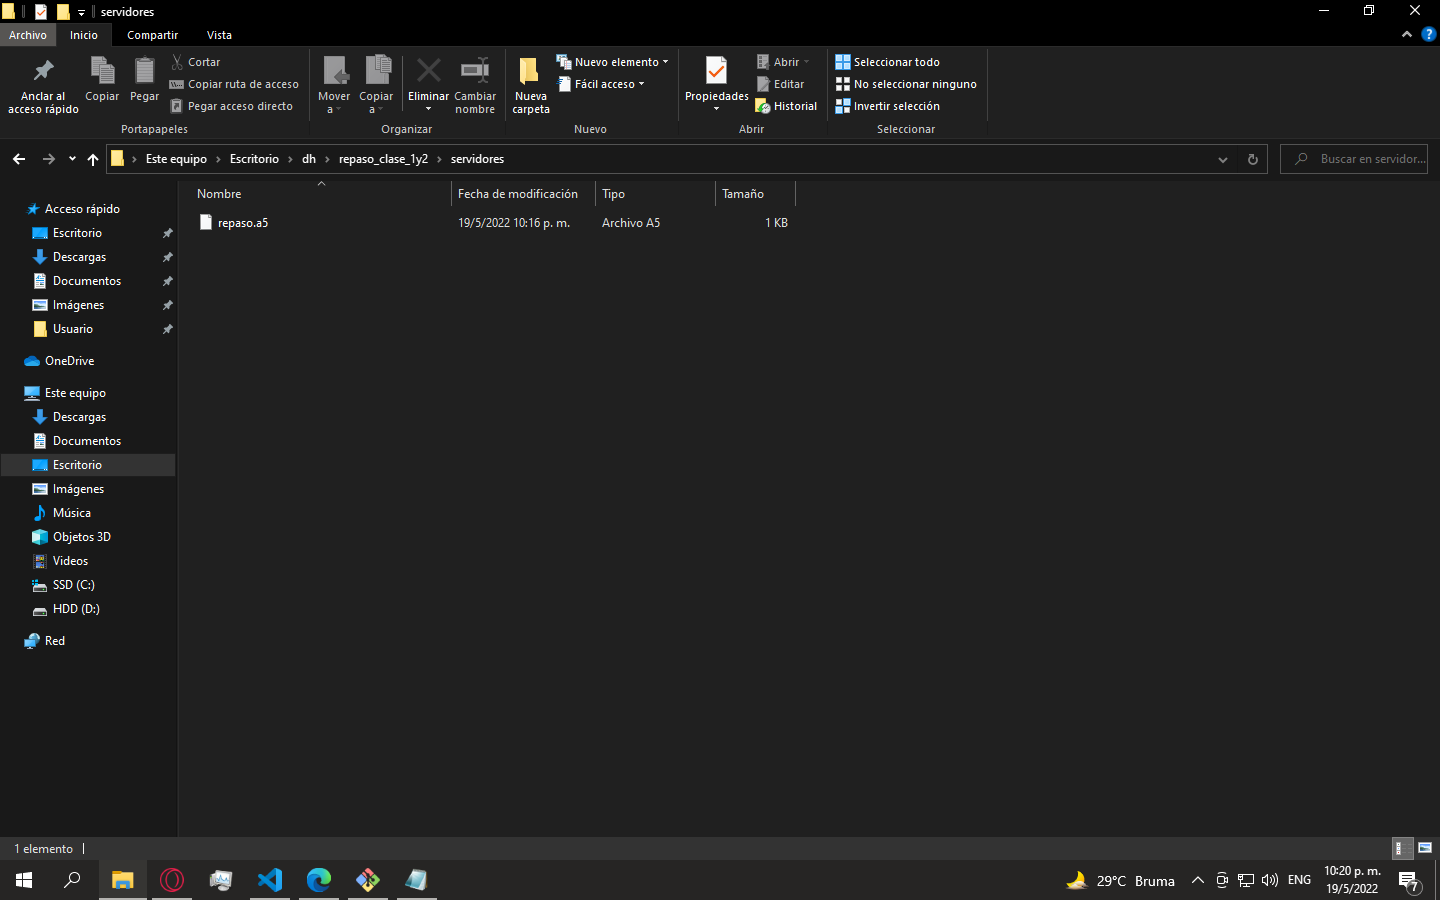 servidores
Archivo Inicio Compartir Vista
Anclar al acceso rápido
Copiar
Pegar
Cortar
Copiar ruta de acceso
Pegar acceso directo
Portapapeles
Mover a
Copiar a
Eliminar
Cambiar nombre
Organizar
Nueva carpeta
Nuevo elemento
Fácil acceso
Nuevo
Propiedades
Abrir
Editar
Historial
Abrir
Seleccionar todo
No seleccionar ninguno
Invertir selección
Seleccionar
Este equipo > Escritorio > dh > repaso_clase_1y2 > servidores
Buscar en servidor...
Nombre Fecha de modificación Tipo Tamaño
repaso.a5 19/5/2022 10:16 p. m. Archivo A5 1 KB
Acceso rápido
Escritorio
Descargas
Documentos
Imágenes
Usuario
OneDrive
Este equipo
Descargas
Documentos
Escritorio
Imágenes
Música
Objetos 3D
Videos
SSD (C:)
HDD (D:)
Red
1 elemento
29°C Bruma
ENG
10:20 p. m.
19/5/2022
7